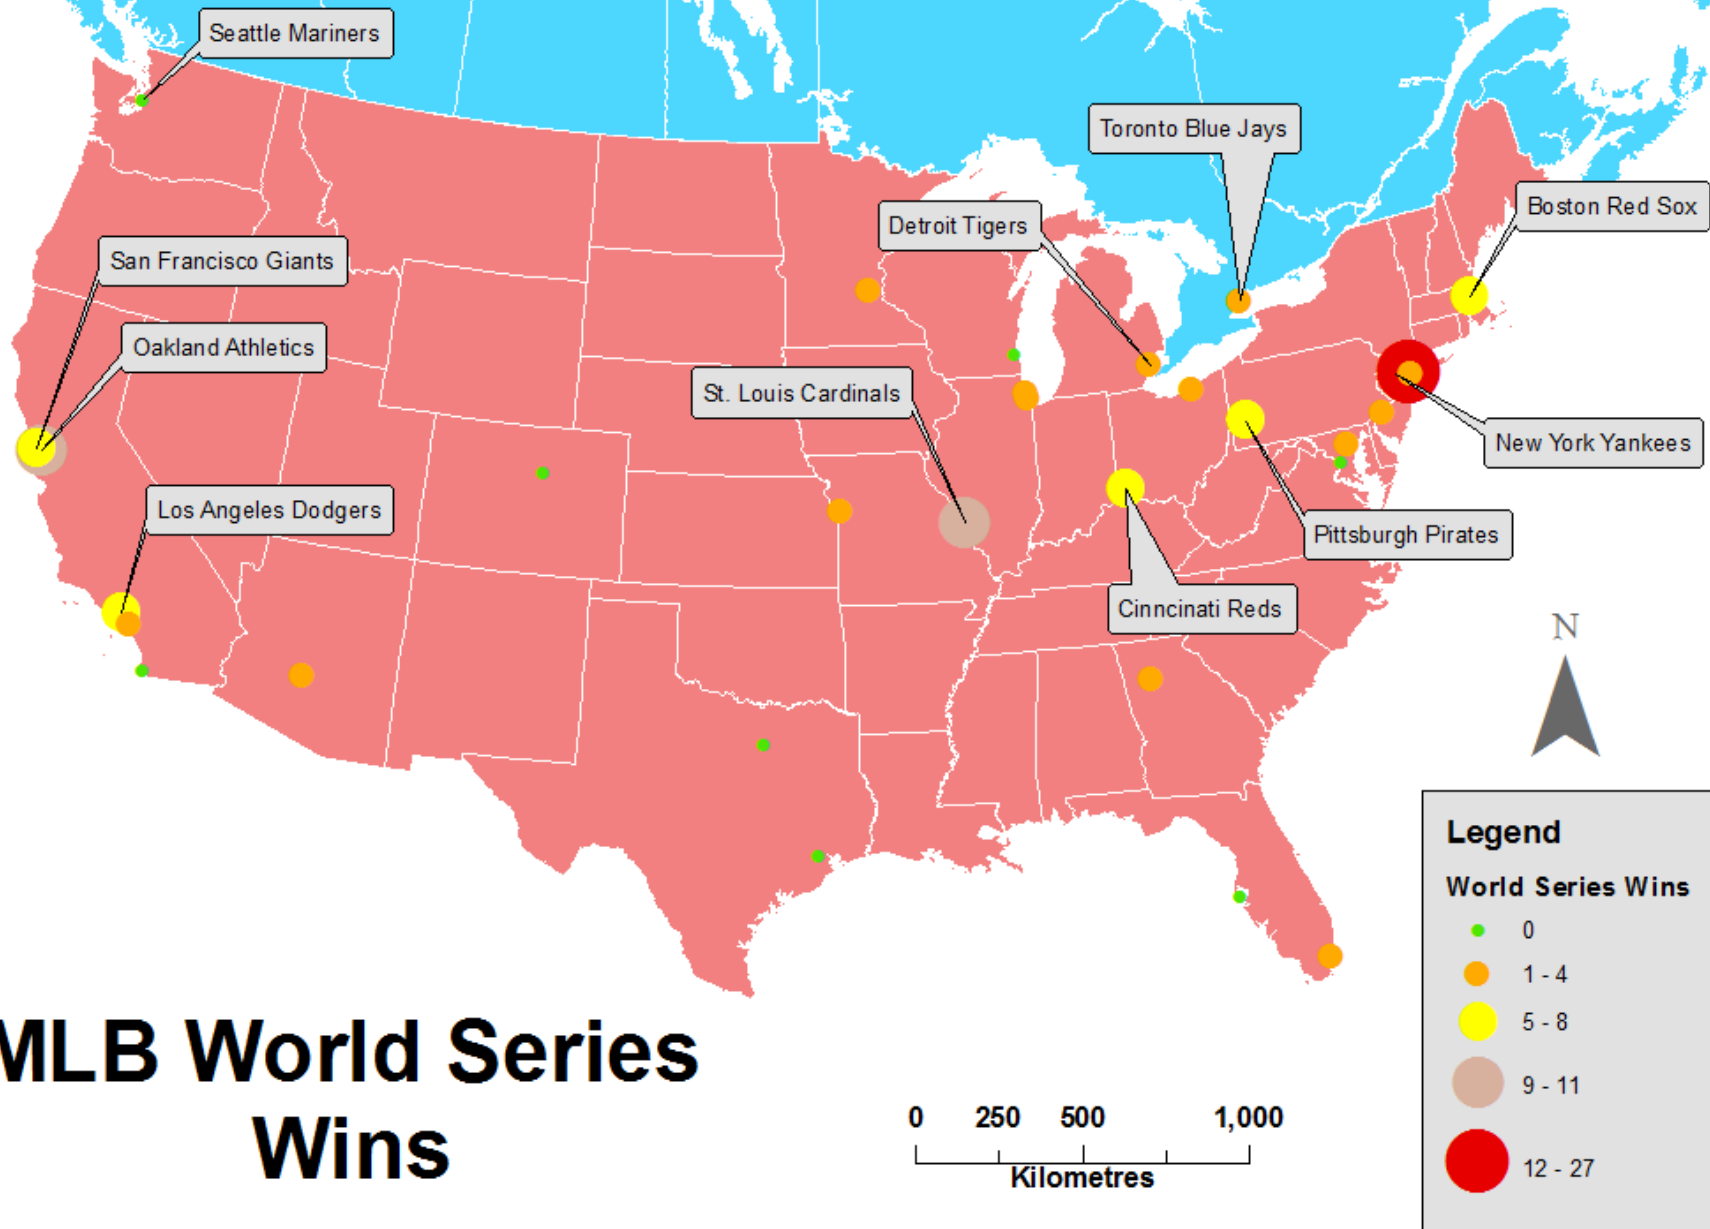 Seattle Mariners
Toronto Blue Jays
Boston Red Sox
Detroit Tigers
San Francisco Giants
Oakland Athletics
St. Louis Cardinals
New York Yankees
Los Angeles Dodgers
Pittsburgh Pirates
Cinncinati Reds
N
Legend
World Series Wins
0
1 - 4
5 - 8
9 - 11
12 - 27
MLB World Series
Wins
0 250 500 1,000
Kilometres